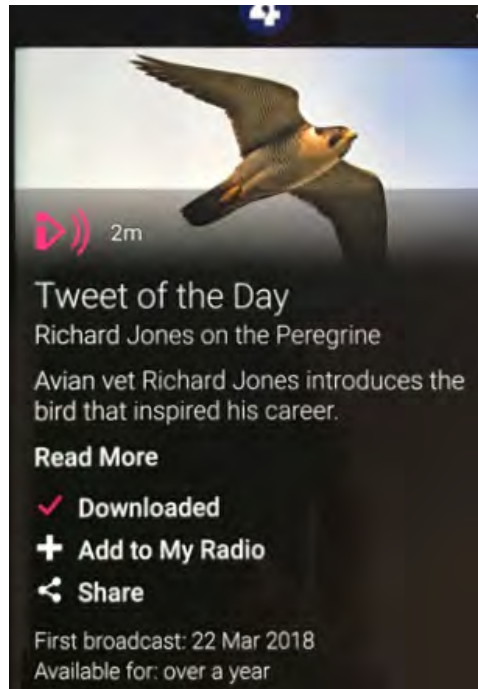 4
2m
Tweet of the Day
Richard Jones on the Peregrine
Avian vet Richard Jones introduces the
bird that inspired his career.
Read More
Downloaded
Add to My Radio
Share
First broadcast: 22 Mar 2018
Available for: over a year